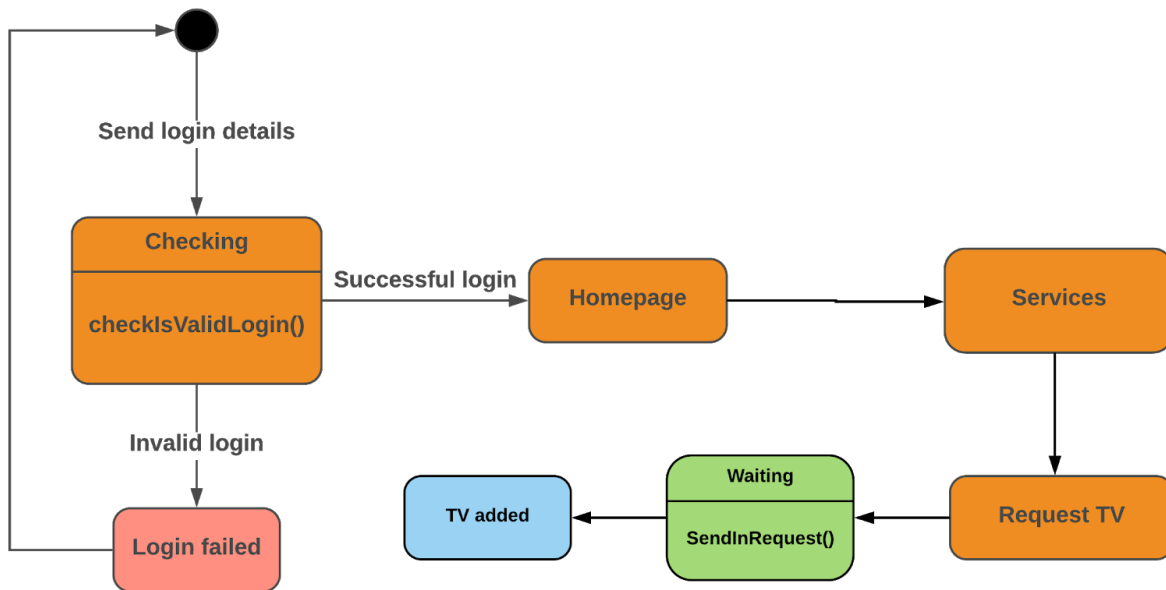 Send login details
Checking
checkIsValidLogin()
Successful login
Homepage
Services
Invalid login
Login failed
Request TV
Waiting
SendInRequest()
TV added